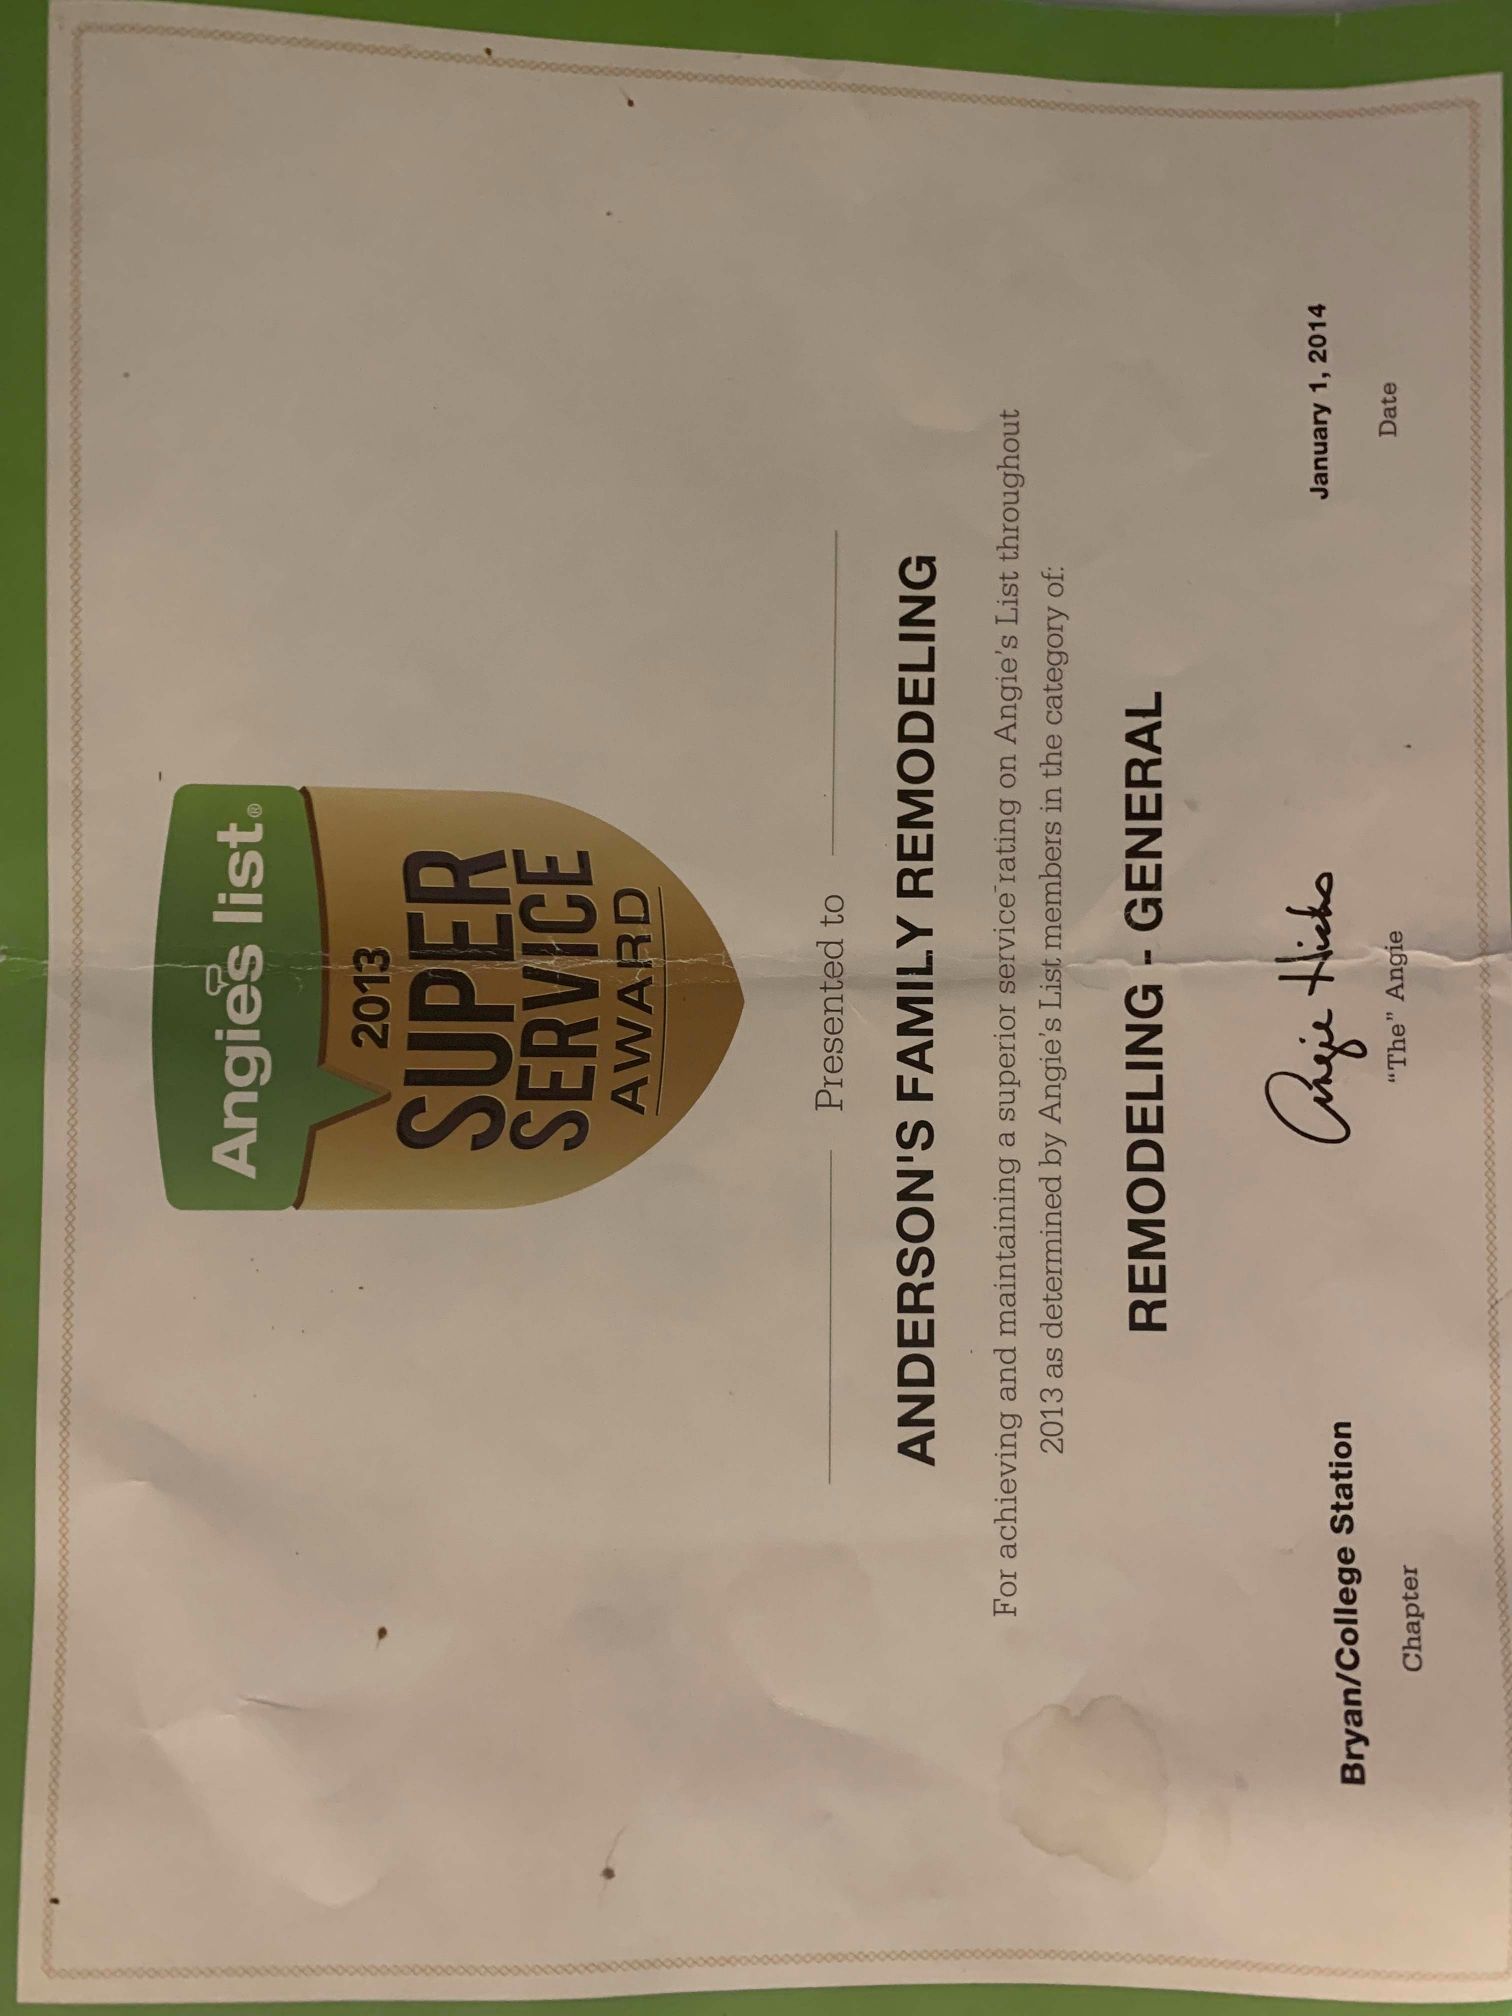 Angie's list®
2013
SUPER
SERVICE
AWARD
Presented to
ANDERSON'S FAMILY REMODELING
For achieving and maintaining a superior service rating on Angie's List throughout
2013 as determined by Angie's List members in the category of:
REMODELING - GENERAL
Bryan/College Station
Chapter
Angie Hicks
"The" Angie
January 1, 2014
Date